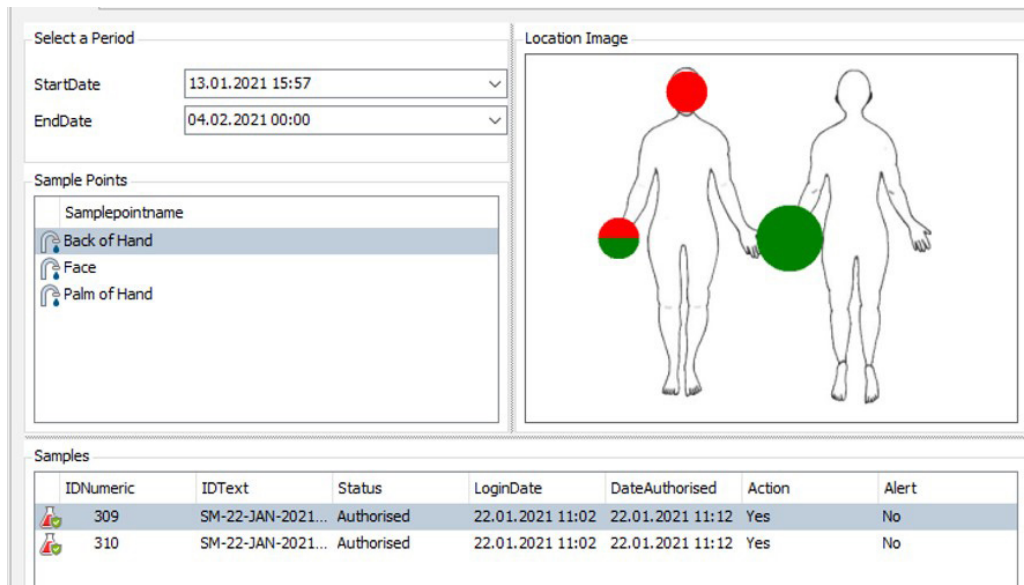 Select a Period
StartDate 13.01.2021 15:57
EndDate 04.02.2021 00:00
Location Image
Sample Points
Samplepointname
Back of Hand
Face
Palm of Hand
Samples
IDNumeric IDText Status LoginDate DateAuthorised Action Alert
309 SM-22-JAN-2021... Authorised 22.01.2021 11:02 22.01.2021 11:12 Yes No
310 SM-22-JAN-2021... Authorised 22.01.2021 11:02 22.01.2021 11:12 Yes No